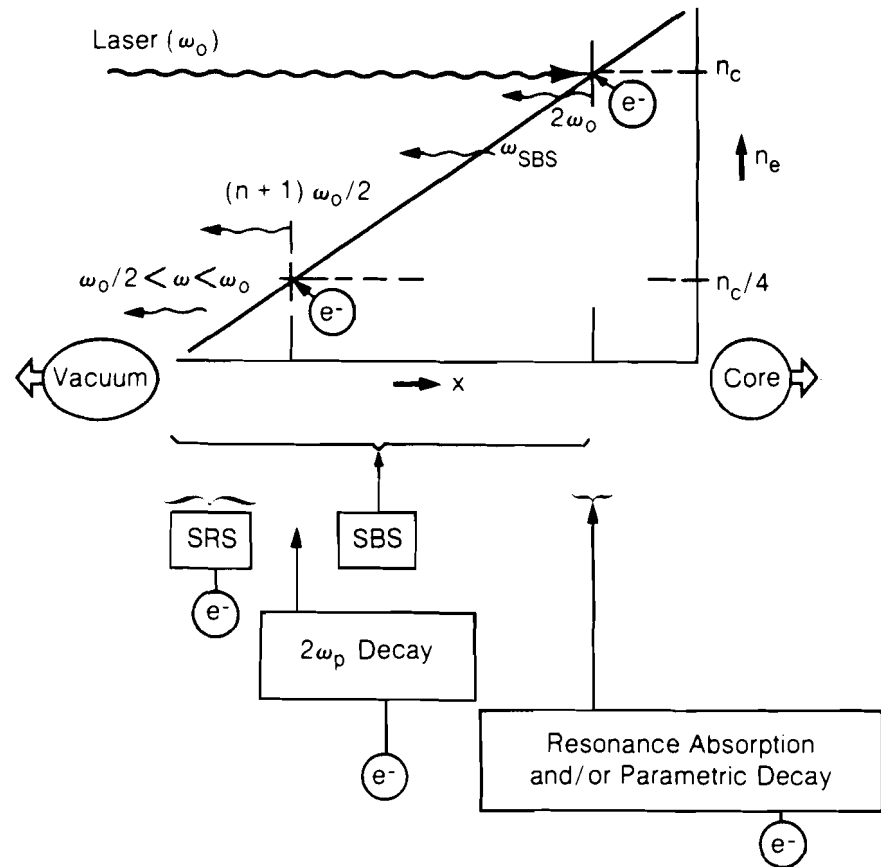 Laser (ω₀)
n_c
e⁻
2ω₀
ω_SBS
n_e
(n + 1) ω₀/2
ω₀/2 < ω < ω₀
n_c/4
e⁻
Vacuum
x
Core
SRS
SBS
e⁻
2ω_p Decay
e⁻
Resonance Absorption
and/or Parametric Decay
e⁻